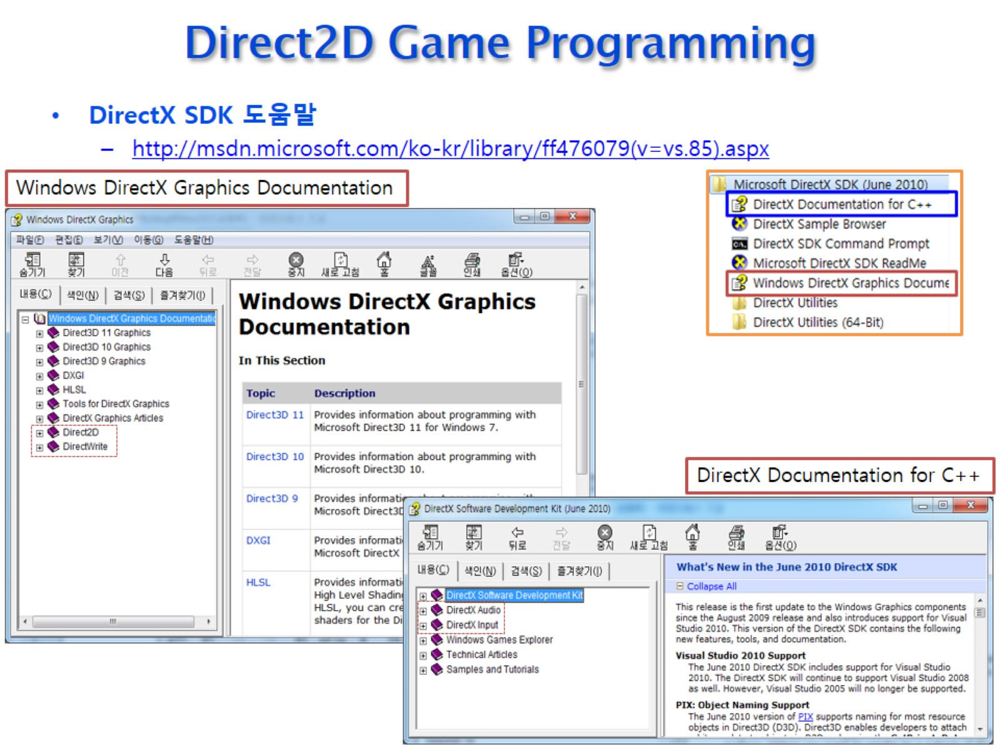 Direct2D Game Programming
• DirectX SDK 도움말
– http://msdn.microsoft.com/ko-kr/library/ff476079(v=vs.85).aspx
Windows DirectX Graphics Documentation
Microsoft DirectX SDK (June 2010)
DirectX Documentation for C++
DirectX Sample Browser
DirectX SDK Command Prompt
Microsoft DirectX SDK ReadMe
Windows DirectX Graphics Docume
DirectX Utilities
DirectX Utilities (64-Bit)
Windows DirectX Graphics
파일(F) 편집(E) 보기(V) 이동(G) 도움말(H)
숨기기 찾기 이전 다음 뒤로 전달 중지 새로 고침 홈 글꼴 인쇄 옵션(O)
내용(C) 색인(N) 검색(S) 즐겨찾기(I)
Windows DirectX Graphics Documentatio
Direct3D 11 Graphics
Direct3D 10 Graphics
Direct3D 9 Graphics
DXGI
HLSL
Tools for DirectX Graphics
DirectX Graphics Articles
Direct2D
DirectWrite
Windows DirectX Graphics
Documentation
In This Section
Topic Description
Direct3D 11 Provides information about programming with
Microsoft Direct3D 11 for Windows 7.
Direct3D 10 Provides information about programming with
Microsoft Direct3D 10.
Direct3D 9 Provides information about programming with
Microsoft Direct3D
DXGI Provides informati
Microsoft DirectX
HLSL Provides informati
High Level Shading
HLSL, you can cre
shaders for the Di
DirectX Documentation for C++
DirectX Software Development Kit (June 2010)
숨기기 찾기 뒤로 전달 중지 새로 고침 홈 인쇄 옵션(O)
내용(C) 색인(N) 검색(S) 즐겨찾기(I)
DirectX Software Development Kit
DirectX Audio
DirectX Input
Windows Games Explorer
Technical Articles
Samples and Tutorials
What's New in the June 2010 DirectX SDK
Collapse All
This release is the first update to the Windows Graphics components
since the August 2009 release and also introduces support for Visual
Studio 2010. This version of the DirectX SDK contains the following
new features, tools, and documentation.
Visual Studio 2010 Support
The June 2010 DirectX SDK includes support for Visual Studio
2010. The DirectX SDK will continue to support Visual Studio 2008
as well. However, Visual Studio 2005 will no longer be supported.
PIX: Object Naming Support
The June 2010 version of PIX supports naming for most resource
objects in Direct3D (D3D). Direct3D enables developers to attach